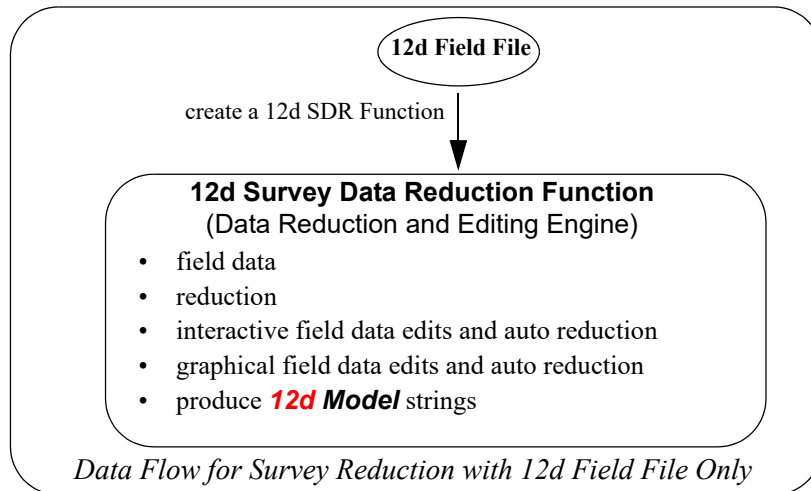 12d Field File
create a 12d SDR Function
12d Survey Data Reduction Function
(Data Reduction and Editing Engine)
• field data
• reduction
• interactive field data edits and auto reduction
• graphical field data edits and auto reduction
• produce 12d Model strings
Data Flow for Survey Reduction with 12d Field File Only